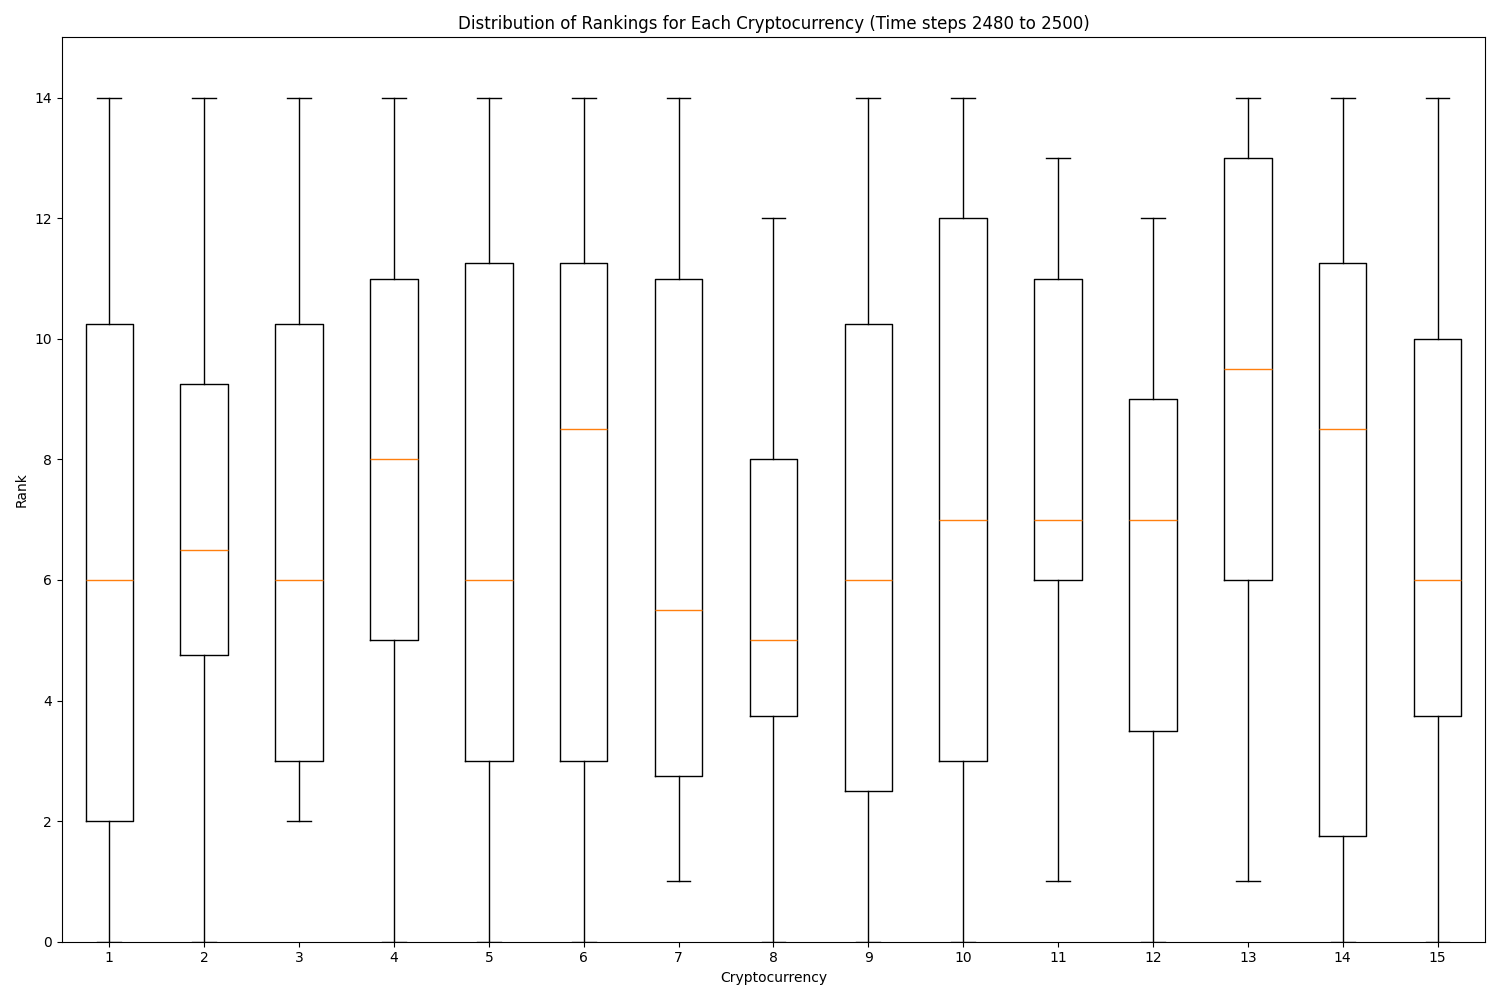 Distribution of Rankings for Each Cryptocurrency (Time steps 2480 to 2500)
14
12
10
8
6
4
2
0
Rank
1 2 3 4 5 6 7 8 9 10 11 12 13 14 15
Cryptocurrency